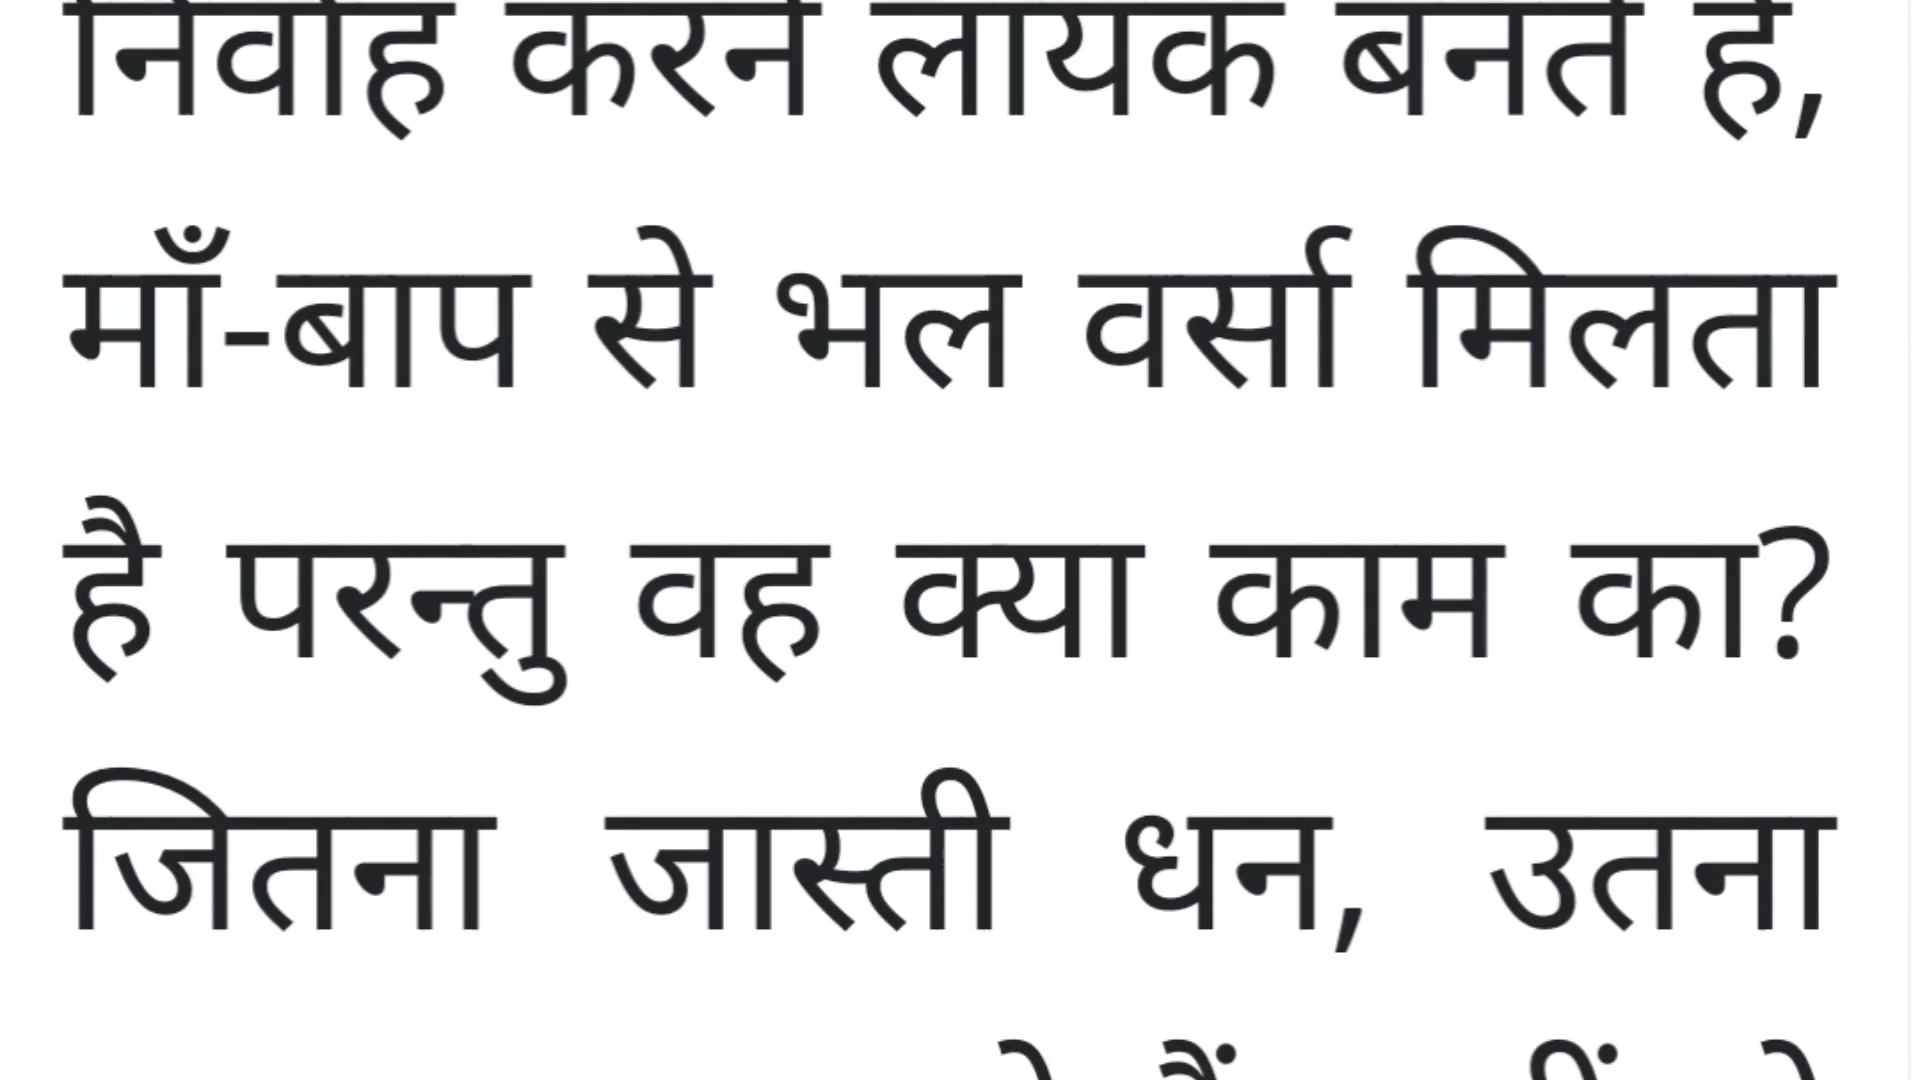 निर्वाह करने लायक बनते हैं,
माँ-बाप से भल वर्सा मिलता
है परन्तु वह क्या काम का?
जितना जास्ती धन, उतना